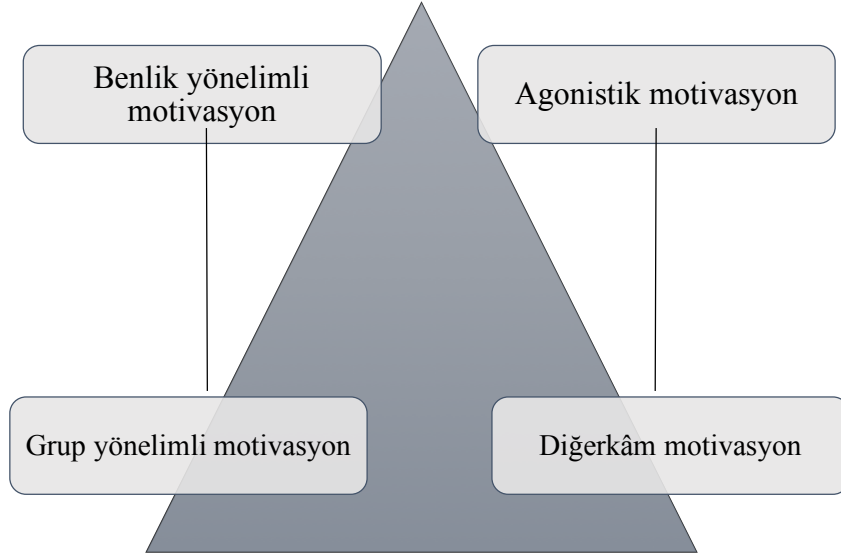 Benlik yönelimli
motivasyon
Agonistik motivasyon
Grup yönelimli motivasyon
Diğerkâm motivasyon